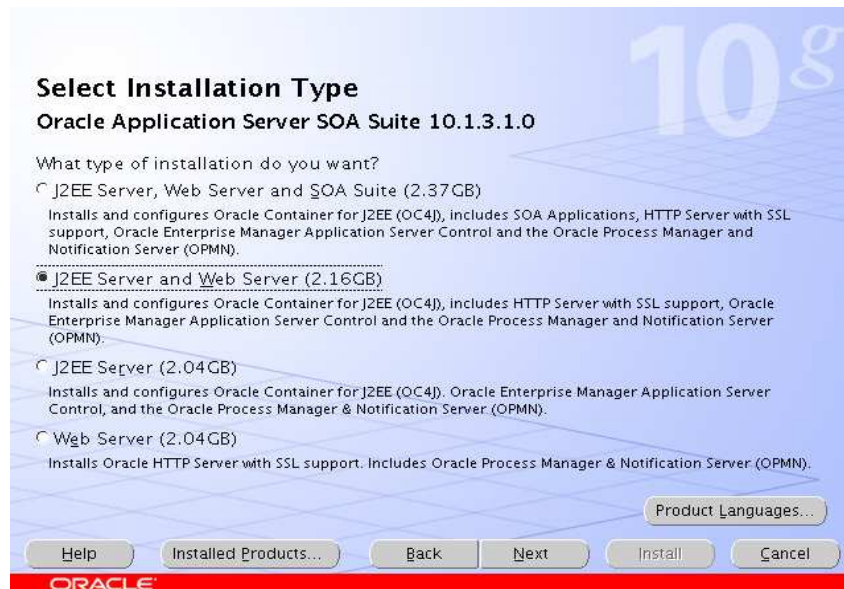 10g
Select Installation Type
Oracle Application Server SOA Suite 10.1.3.1.0
What type of installation do you want?
J2EE Server, Web Server and SOA Suite (2.37GB)
Installs and configures Oracle Container for J2EE (OC4J), includes SOA Applications, HTTP Server with SSL
support, Oracle Enterprise Manager Application Server Control and the Oracle Process Manager and
Notification Server (OPMN).
J2EE Server and Web Server (2.16GB)
Installs and configures Oracle Container for J2EE (OC4J), includes HTTP Server with SSL support, Oracle
Enterprise Manager Application Server Control and the Oracle Process Manager and Notification Server
(OPMN).
J2EE Server (2.04GB)
Installs and configures Oracle Container for J2EE (OC4J). Oracle Enterprise Manager Application Server
Control, and the Oracle Process Manager & Notification Server (OPMN).
Web Server (2.04GB)
Installs Oracle HTTP Server with SSL support. Includes Oracle Process Manager & Notification Server (OPMN).
Product Languages...
Help Installed Products... Back Next Install Cancel
ORACLE